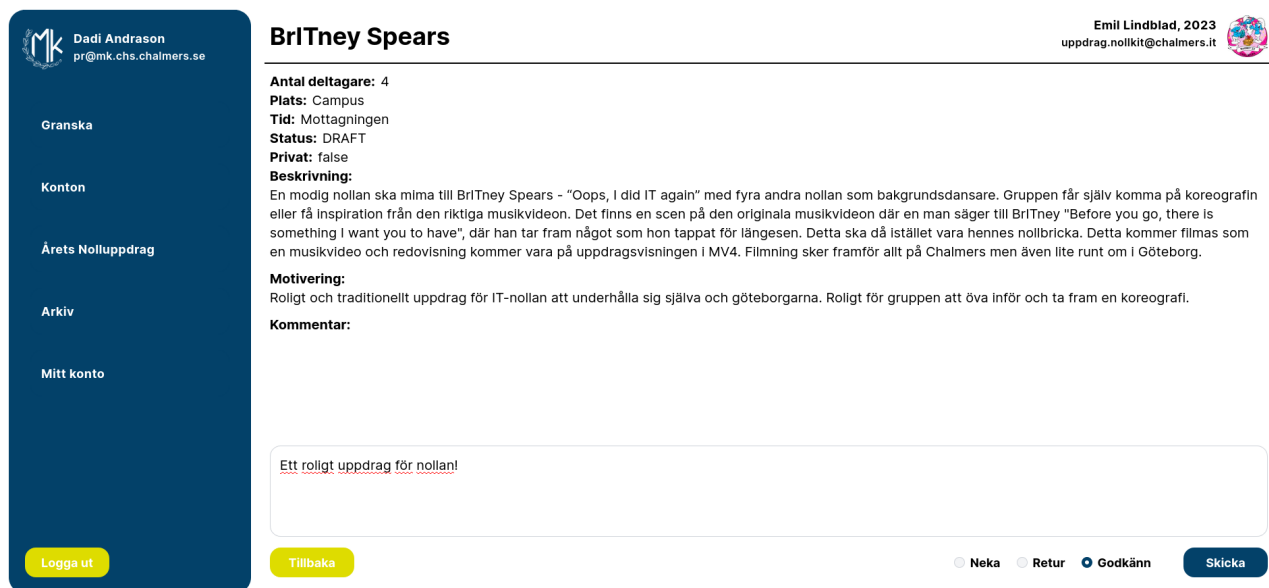 MK
Dadi Andrason
pr@mk.chs.chalmers.se
Granska
Konton
Årets Nolluppdrag
Arkiv
Mitt konto
Logga ut
BrITney Spears
Emil Lindblad, 2023
uppdrag.nollkit@chalmers.it
Antal deltagare: 4
Plats: Campus
Tid: Mottagningen
Status: DRAFT
Privat: false
Beskrivning:
En modig nollan ska mima till BrITney Spears - “Oops, I did IT again” med fyra andra nollan som bakgrundsdansare. Gruppen får själv komma på koreografin
eller få inspiration från den riktiga musikvideon. Det finns en scen på den originala musikvideon där en man säger till BrITney "Before you go, there is
something I want you to have", där han tar fram något som hon tappat för längesen. Detta ska då istället vara hennes nollbricka. Detta kommer filmas som
en musikvideo och redovisning kommer vara på uppdragsvisningen i MV4. Filmning sker framför allt på Chalmers men även lite runt om i Göteborg.
Motivering:
Roligt och traditionellt uppdrag för IT-nollan att underhålla sig själva och göteborgarna. Roligt för gruppen att öva inför och ta fram en koreografi.
Kommentar:
Ett roligt uppdrag för nollan!
Tillbaka
Neka
Retur
Godkänn
Skicka